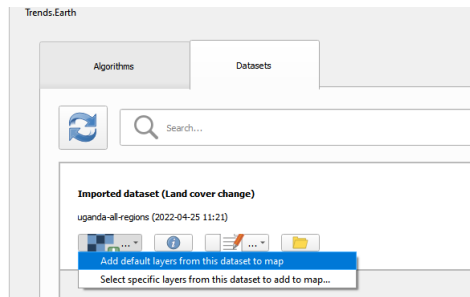 Trends.Earth
Algorithms
Datasets
Search...
Imported dataset (Land cover change)
uganda-all-regions (2022-04-25 11:21)
... ...
Add default layers from this dataset to map
Select specific layers from this dataset to add to map...